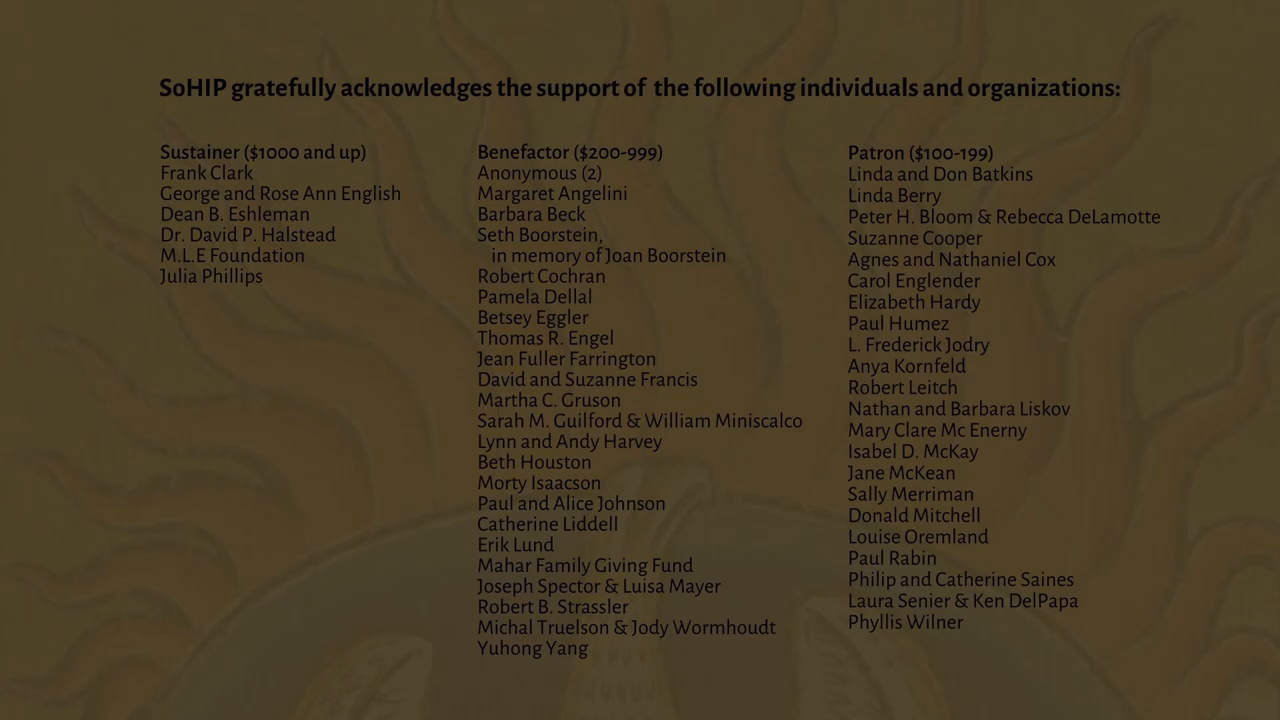 SoHIP gratefully acknowledges the support of the following individuals and organizations:
Sustainer ($1000 and up)
Frank Clark
George and Rose Ann English
Dean B. Eshleman
Dr. David P. Halstead
M.L.E Foundation
Julia Phillips
Benefactor ($200-999)
Anonymous (2)
Margaret Angelini
Barbara Beck
Seth Boorstein,
in memory of Joan Boorstein
Robert Cochran
Pamela Dellal
Betsey Eggler
Thomas R. Engel
Jean Fuller Farrington
David and Suzanne Francis
Martha C. Gruson
Sarah M. Guilford & William Miniscalco
Lynn and Andy Harvey
Beth Houston
Morty Isaacson
Paul and Alice Johnson
Catherine Liddell
Erik Lund
Mahar Family Giving Fund
Joseph Spector & Luisa Mayer
Robert B. Strassler
Michal Truelson & Jody Wormhoudt
Yuhong Yang
Patron ($100-199)
Linda and Don Batkins
Linda Berry
Peter H. Bloom & Rebecca DeLamotte
Suzanne Cooper
Agnes and Nathaniel Cox
Carol Englender
Elizabeth Hardy
Paul Humez
L. Frederick Jodry
Anya Kornfeld
Robert Leitch
Nathan and Barbara Liskov
Mary Clare Mc Enerny
Isabel D. McKay
Jane McKean
Sally Merriman
Donald Mitchell
Louise Oremland
Paul Rabin
Philip and Catherine Saines
Laura Senier & Ken DelPapa
Phyllis Wilner